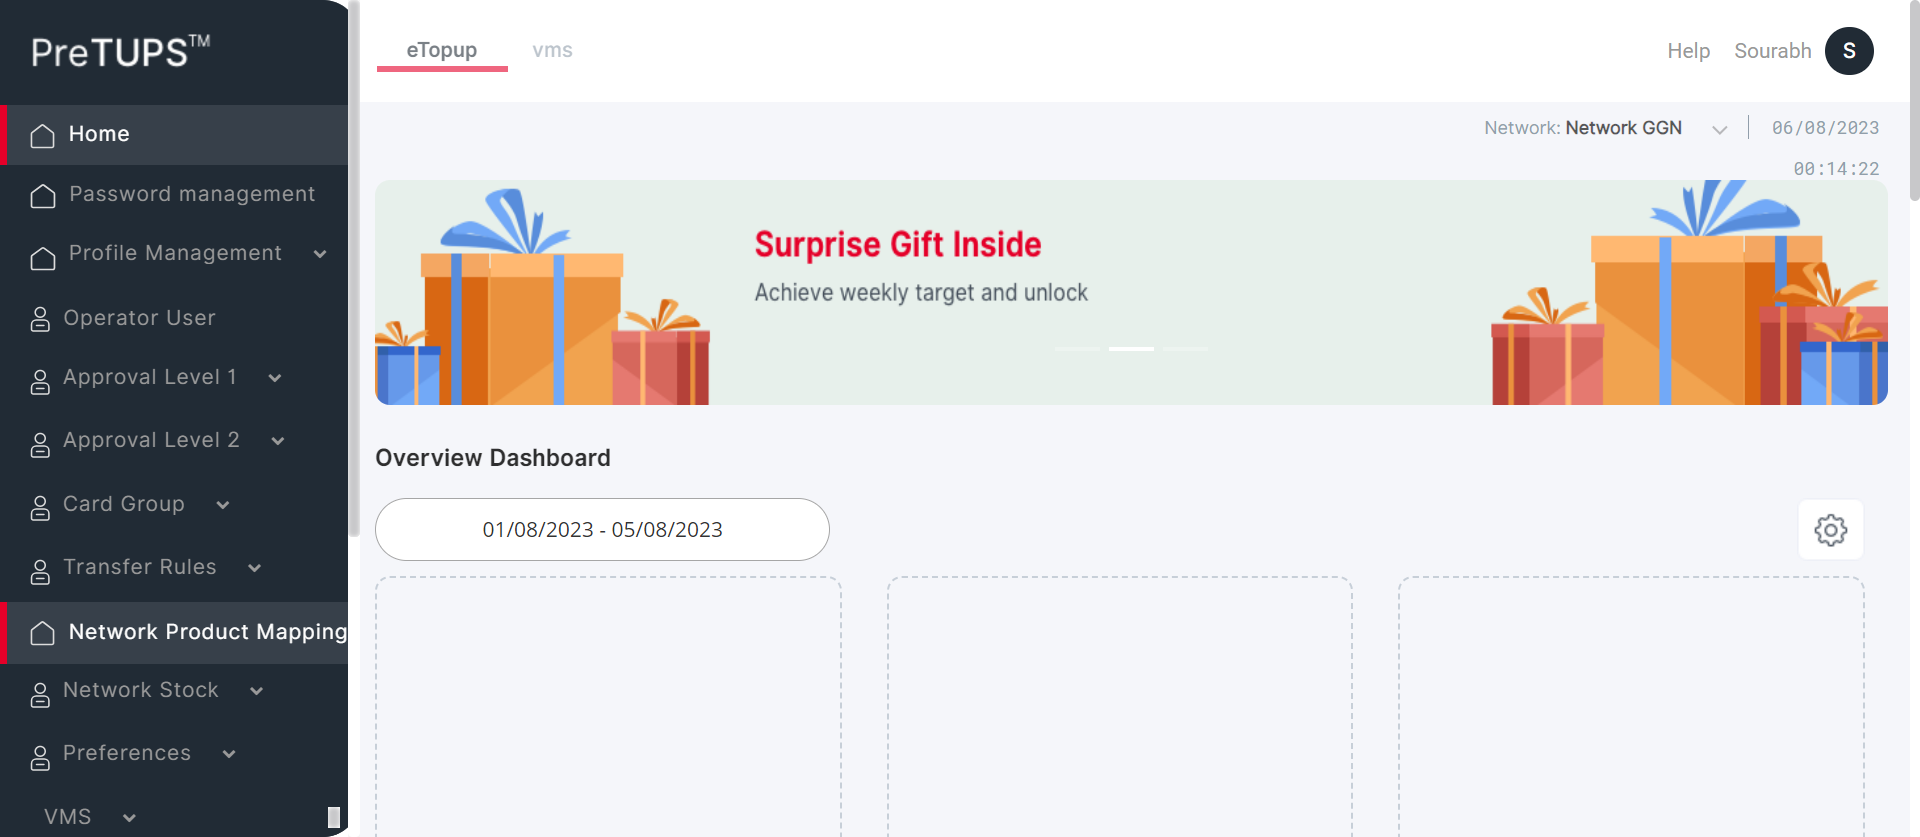 PreTUPS™
Home
Password management
Profile Management
Operator User
Approval Level 1
Approval Level 2
Card Group
Transfer Rules
Network Product Mapping
Network Stock
Preferences
VMS
eTopup
vms
Help
Sourabh
S
Network: Network GGN
06/08/2023
00:14:22
Surprise Gift Inside
Achieve weekly target and unlock
Overview Dashboard
01/08/2023 - 05/08/2023